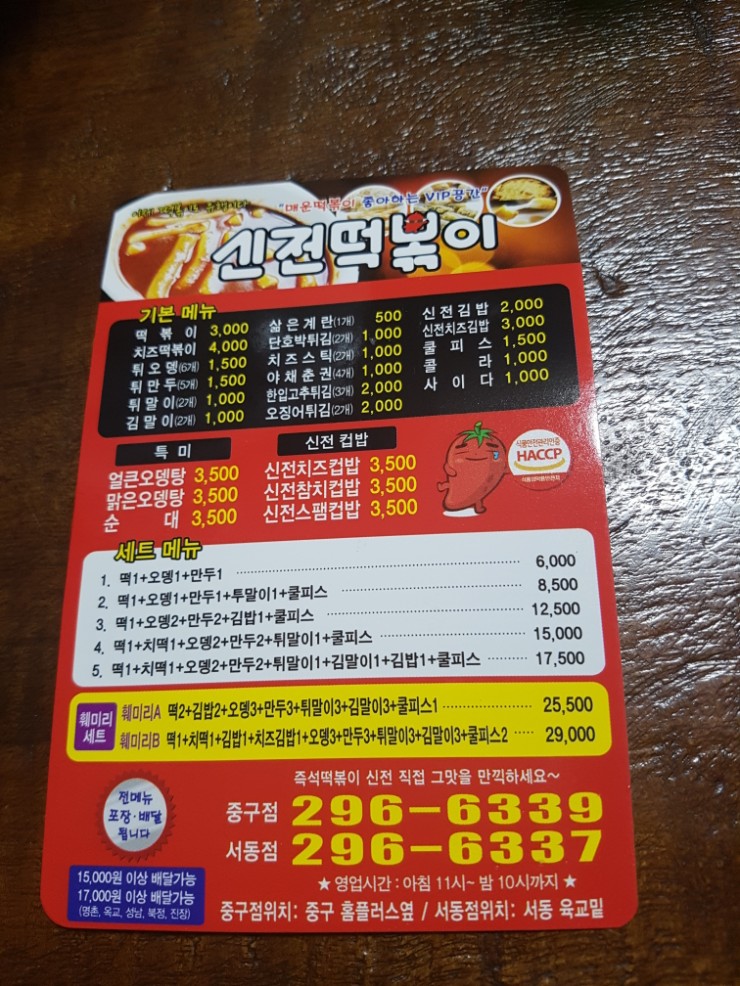 "매운떡볶이 좋아하는 VIP공간"
신전떡볶이
기본 메뉴
떡볶이 3,000
치즈떡볶이 4,000
튀오뎅(6개) 1,500
튀만두(5개) 1,500
튀말이(2개) 1,000
김말이(2개) 1,000
삶은계란(1개) 500
단호박튀김(2개) 1,000
치즈스틱(2개) 1,000
야채춘권(4개) 1,000
한입고추튀김(3개) 2,000
오징어튀김(2개) 2,000
신전김밥 2,000
신전치즈김밥 3,000
쿨피스 1,500
콜라 1,000
사이다 1,000
특미
얼큰오뎅탕 3,500
맑은오뎅탕 3,500
순대 3,500
신전 컵밥
신전치즈컵밥 3,500
신전참치컵밥 3,500
신전스팸컵밥 3,500
식품안전관리인증
HACCP
세트 메뉴
1. 떡1+오뎅1+만두1 6,000
2. 떡1+오뎅1+만두1+투말이1+쿨피스 8,500
3. 떡1+오뎅2+만두2+김밥1+쿨피스 12,500
4. 떡1+치떡1+오뎅2+만두2+튀말이1+쿨피스 15,000
5. 떡1+치떡1+오뎅2+만두2+튀말이1+김말이1+김밥1+쿨피스 17,500
훼미리 세트
훼미리A 떡2+김밥2+오뎅3+만두3+튀말이3+김말이3+쿨피스1 25,500
훼미리B 떡1+치떡1+김밥1+치즈김밥1+오뎅3+만두3+튀말이3+김말이3+쿨피스2 29,000
즉석떡볶이 신전 직접 그맛을 만끽하세요~
전메뉴
포장·배달
됩니다
중구점 296-6339
서동점 296-6337
15,000원 이상 배달가능
17,000원 이상 배달가능
(명촌, 옥교, 성남, 북정, 진장)
★ 영업시간 : 아침 11시~ 밤 10시까지 ★
중구점위치: 중구 홈플러스옆 / 서동점위치: 서동 육교밑